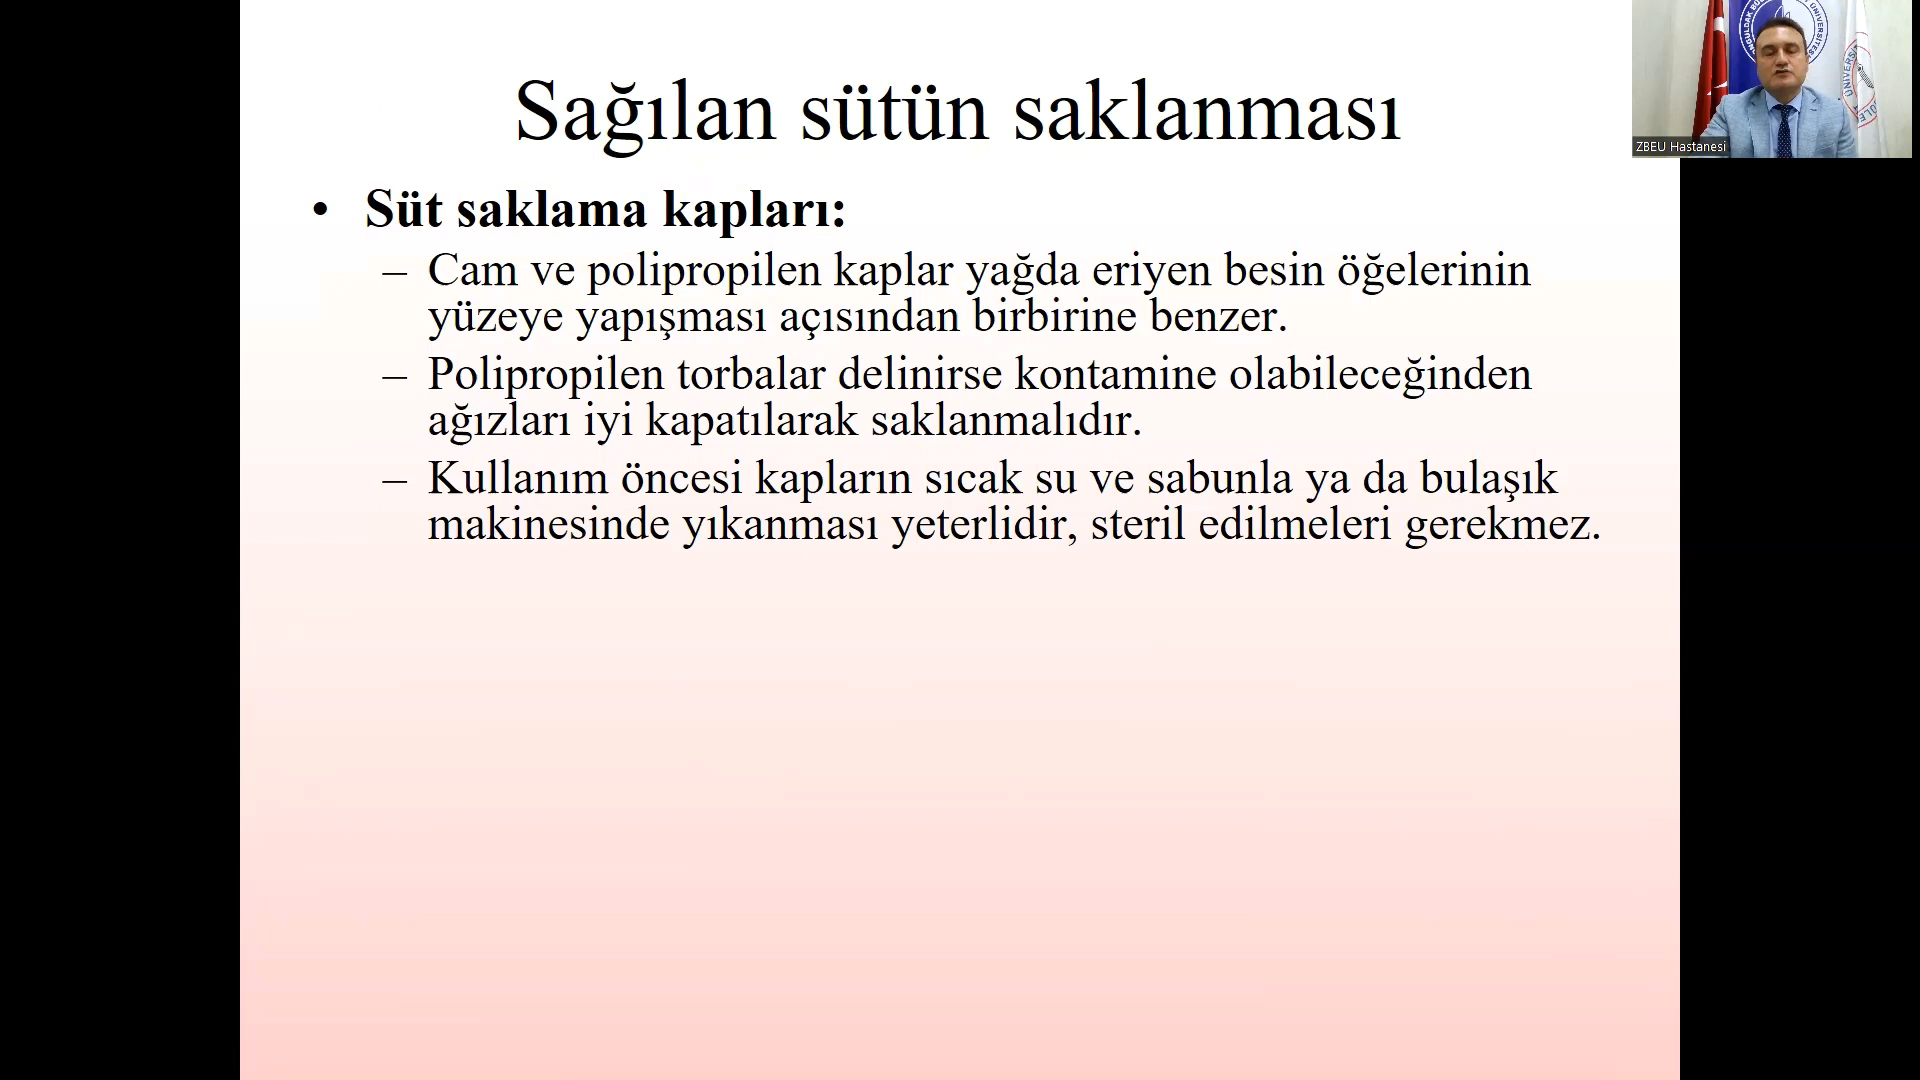 Sağılan sütün saklanması
• Süt saklama kapları:
– Cam ve polipropilen kaplar yağda eriyen besin öğelerinin
yüzeye yapışması açısından birbirine benzer.
– Polipropilen torbalar delinirse kontamine olabileceğinden
ağızları iyi kapatılarak saklanmalıdır.
– Kullanım öncesi kapların sıcak su ve sabunla ya da bulaşık
makinesinde yıkanması yeterlidir, steril edilmeleri gerekmez.
ZBEU Hastanesi